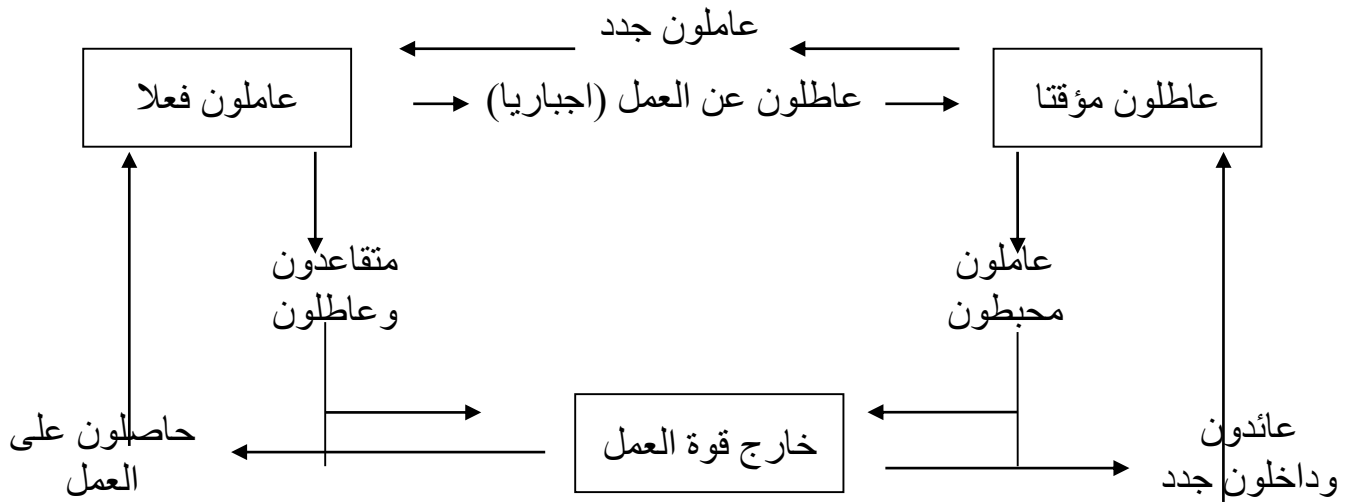 عاملون جدد
عاطلون مؤقتا
عاطلون عن العمل (اجباريا)
عاملون فعلا
عاملون
محبطون
متقاعدون
وعاطلون
عائدون
وداخلون جدد
خارج قوة العمل
حاصلون على
العمل